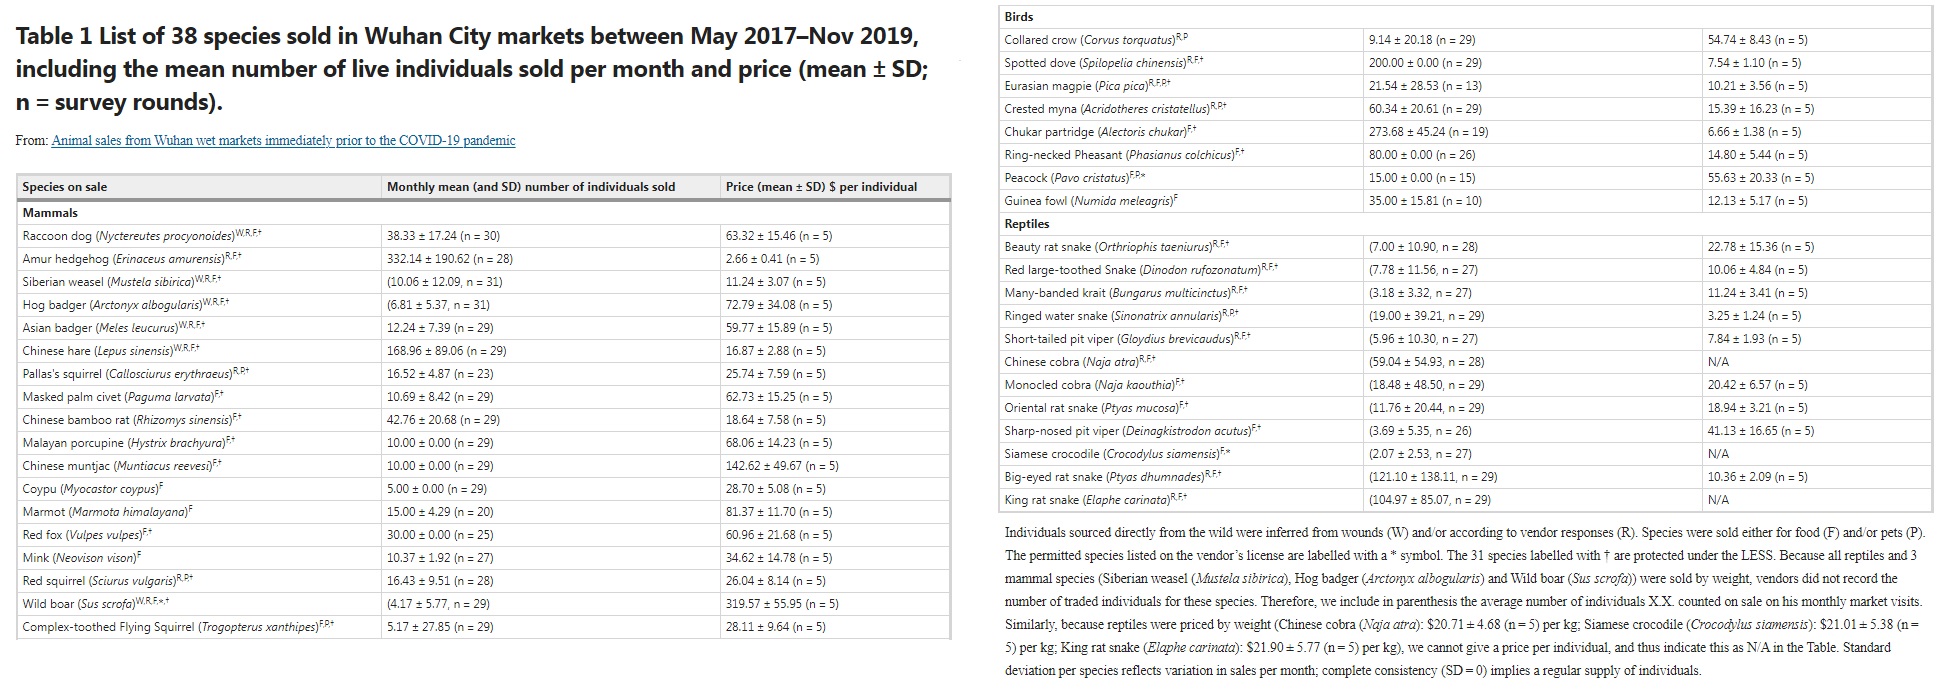 Table 1 List of 38 species sold in Wuhan City markets between May 2017–Nov 2019,
including the mean number of live individuals sold per month and price (mean ± SD;
n = survey rounds).
From: Animal sales from Wuhan wet markets immediately prior to the COVID-19 pandemic
Species on sale Monthly mean (and SD) number of individuals sold Price (mean ± SD) $ per individual
Mammals
Raccoon dog (Nyctereutes procyonoides)W,R,F,† 38.33 ± 17.24 (n = 30) 63.32 ± 15.46 (n = 5)
Amur hedgehog (Erinaceus amurensis)R,F,† 332.14 ± 190.62 (n = 28) 2.66 ± 0.41 (n = 5)
Siberian weasel (Mustela sibirica)W,R,F,† (10.06 ± 12.09, n = 31) 11.24 ± 3.07 (n = 5)
Hog badger (Arctonyx albogularis)W,R,F,† (6.81 ± 5.37, n = 31) 72.79 ± 34.08 (n = 5)
Asian badger (Meles leucurus)W,R,F,† 12.24 ± 7.39 (n = 29) 59.77 ± 15.89 (n = 5)
Chinese hare (Lepus sinensis)W,R,F,† 168.96 ± 89.06 (n = 29) 16.87 ± 2.88 (n = 5)
Pallas's squirrel (Callosciurus erythraeus)R,P,† 16.52 ± 4.87 (n = 23) 25.74 ± 7.59 (n = 5)
Masked palm civet (Paguma larvata)F,† 10.69 ± 8.42 (n = 29) 62.73 ± 15.25 (n = 5)
Chinese bamboo rat (Rhizomys sinensis)F,† 42.76 ± 20.68 (n = 29) 18.64 ± 7.58 (n = 5)
Malayan porcupine (Hystrix brachyura)F,† 10.00 ± 0.00 (n = 29) 68.06 ± 14.23 (n = 5)
Chinese muntjac (Muntiacus reevesi)F,† 10.00 ± 0.00 (n = 29) 142.62 ± 49.67 (n = 5)
Coypu (Myocastor coypus)F 5.00 ± 0.00 (n = 29) 28.70 ± 5.08 (n = 5)
Marmot (Marmota himalayana)F 15.00 ± 4.29 (n = 20) 81.37 ± 11.70 (n = 5)
Red fox (Vulpes vulpes)F,† 30.00 ± 0.00 (n = 25) 60.96 ± 21.68 (n = 5)
Mink (Neovison vison)F 10.37 ± 1.92 (n = 27) 34.62 ± 14.78 (n = 5)
Red squirrel (Sciurus vulgaris)R,P,† 16.43 ± 9.51 (n = 28) 26.04 ± 8.14 (n = 5)
Wild boar (Sus scrofa)W,R,F,*,† (4.17 ± 5.77, n = 29) 319.57 ± 55.95 (n = 5)
Complex-toothed Flying Squirrel (Trogopterus xanthipes)F,P,† 5.17 ± 27.85 (n = 29) 28.11 ± 9.64 (n = 5)
Birds
Collared crow (Corvus torquatus)R,P 9.14 ± 20.18 (n = 29) 54.74 ± 8.43 (n = 5)
Spotted dove (Spilopelia chinensis)R,F,† 200.00 ± 0.00 (n = 29) 7.54 ± 1.10 (n = 5)
Eurasian magpie (Pica pica)R,F,P,† 21.54 ± 28.53 (n = 13) 10.21 ± 3.56 (n = 5)
Crested myna (Acridotheres cristatellus)R,P,† 60.34 ± 20.61 (n = 29) 15.39 ± 16.23 (n = 5)
Chukar partridge (Alectoris chukar)F,† 273.68 ± 45.24 (n = 19) 6.66 ± 1.38 (n = 5)
Ring-necked Pheasant (Phasianus colchicus)F,† 80.00 ± 0.00 (n = 26) 14.80 ± 5.44 (n = 5)
Peacock (Pavo cristatus)F,P,* 15.00 ± 0.00 (n = 15) 55.63 ± 20.33 (n = 5)
Guinea fowl (Numida meleagris)F 35.00 ± 15.81 (n = 10) 12.13 ± 5.17 (n = 5)
Reptiles
Beauty rat snake (Orthriophis taeniurus)R,F,† (7.00 ± 10.90, n = 28) 22.78 ± 15.36 (n = 5)
Red large-toothed Snake (Dinodon rufozonatum)R,F,† (7.78 ± 11.56, n = 27) 10.06 ± 4.84 (n = 5)
Many-banded krait (Bungarus multicinctus)R,F,† (3.18 ± 3.32, n = 27) 11.24 ± 3.41 (n = 5)
Ringed water snake (Sinonatrix annularis)R,P,† (19.00 ± 39.21, n = 29) 3.25 ± 1.24 (n = 5)
Short-tailed pit viper (Gloydius brevicaudus)R,F,† (5.96 ± 10.30, n = 27) 7.84 ± 1.93 (n = 5)
Chinese cobra (Naja atra)R,F,† (59.04 ± 54.93, n = 28) N/A
Monocled cobra (Naja kaouthia)F,† (18.48 ± 48.50, n = 29) 20.42 ± 6.57 (n = 5)
Oriental rat snake (Ptyas mucosa)F,† (11.76 ± 20.44, n = 29) 18.94 ± 3.21 (n = 5)
Sharp-nosed pit viper (Deinagkistrodon acutus)F,† (3.69 ± 5.35, n = 26) 41.13 ± 16.65 (n = 5)
Siamese crocodile (Crocodylus siamensis)F,* (2.07 ± 2.53, n = 27) N/A
Big-eyed rat snake (Ptyas dhumnades)R,F,† (121.10 ± 138.11, n = 29) 10.36 ± 2.09 (n = 5)
King rat snake (Elaphe carinata)R,F,† (104.97 ± 85.07, n = 29) N/A
Individuals sourced directly from the wild were inferred from wounds (W) and/or according to vendor responses (R). Species were sold either for food (F) and/or pets (P).
The permitted species listed on the vendor's license are labelled with a * symbol. The 31 species labelled with † are protected under the LESS. Because all reptiles and 3
mammal species (Siberian weasel (Mustela sibirica), Hog badger (Arctonyx albogularis) and Wild boar (Sus scrofa)) were sold by weight, vendors did not record the
number of traded individuals for these species. Therefore, we include in parenthesis the average number of individuals X.X. counted on sale on his monthly market visits.
Similarly, because reptiles were priced by weight (Chinese cobra (Naja atra): $20.71 ± 4.68 (n = 5) per kg; Siamese crocodile (Crocodylus siamensis): $21.01 ± 5.38 (n =
5) per kg; King rat snake (Elaphe carinata): $21.90 ± 5.77 (n = 5) per kg), we cannot give a price per individual, and thus indicate this as N/A in the Table. Standard
deviation per species reflects variation in sales per month; complete consistency (SD = 0) implies a regular supply of individuals.